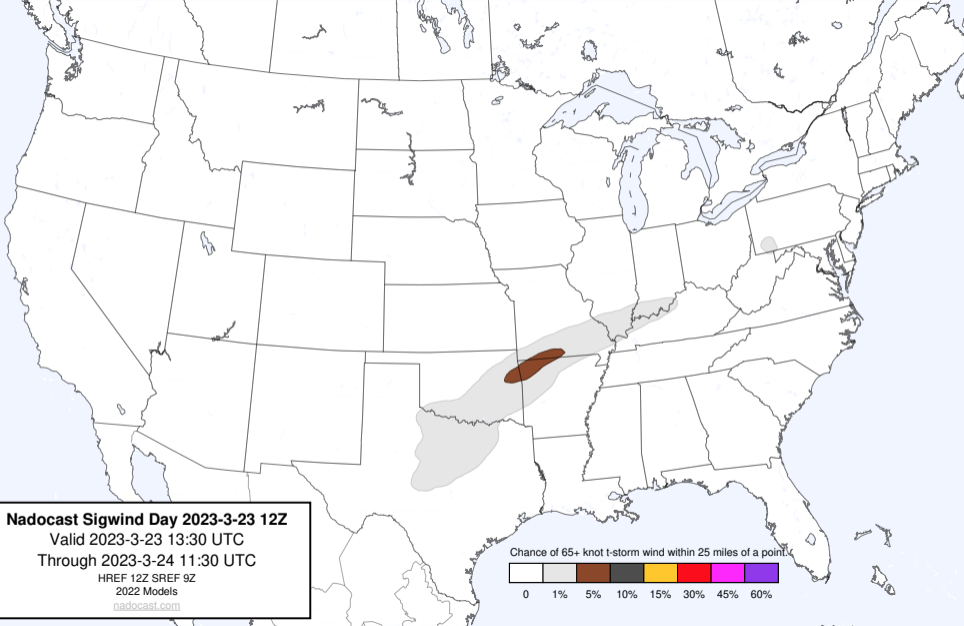 Nadocast Sigwind Day 2023-3-23 12Z
Valid 2023-3-23 13:30 UTC
Through 2023-3-24 11:30 UTC
HREF 12Z SREF 9Z
2022 Models
nadocast.com
Chance of 65+ knot t-storm wind within 25 miles of a point.
0 1% 5% 10% 15% 30% 45% 60%